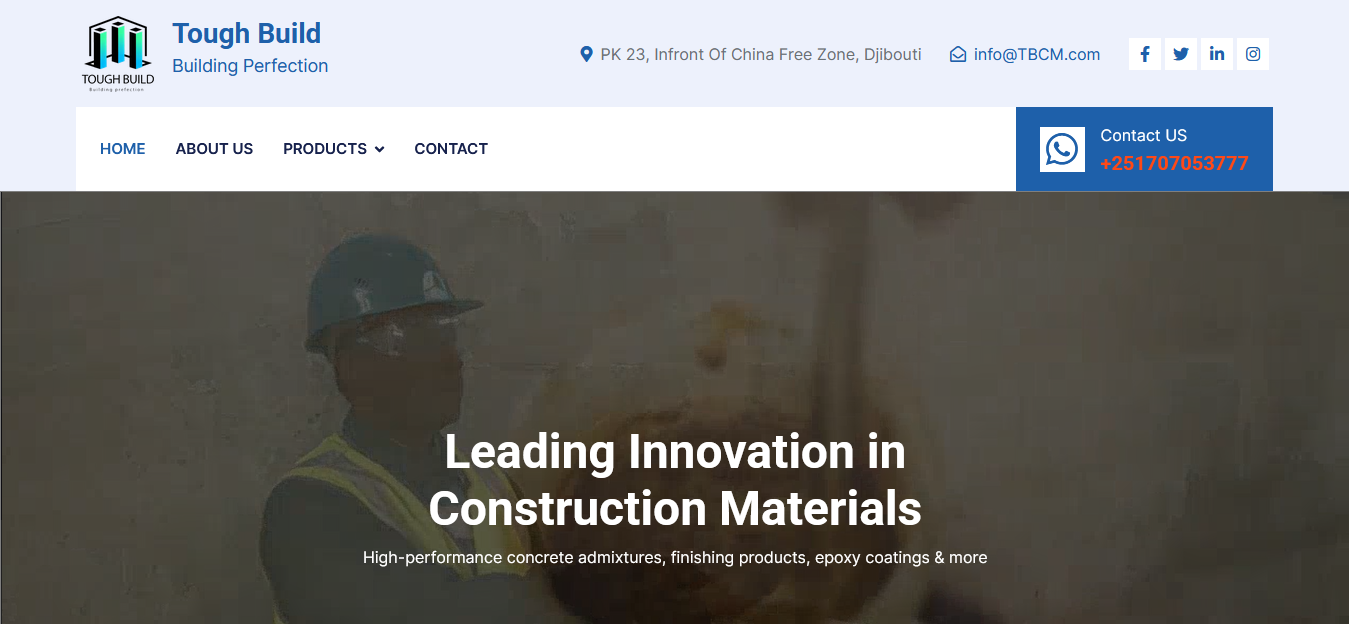 Tough Build
Building Perfection
TOUGH BUILD
Building profection
PK 23, Infront Of China Free Zone, Djibouti
info@TBCM.com
HOME
ABOUT US
PRODUCTS
CONTACT
Contact US
+251707053777
Leading Innovation in
Construction Materials
High-performance concrete admixtures, finishing products, epoxy coatings & more